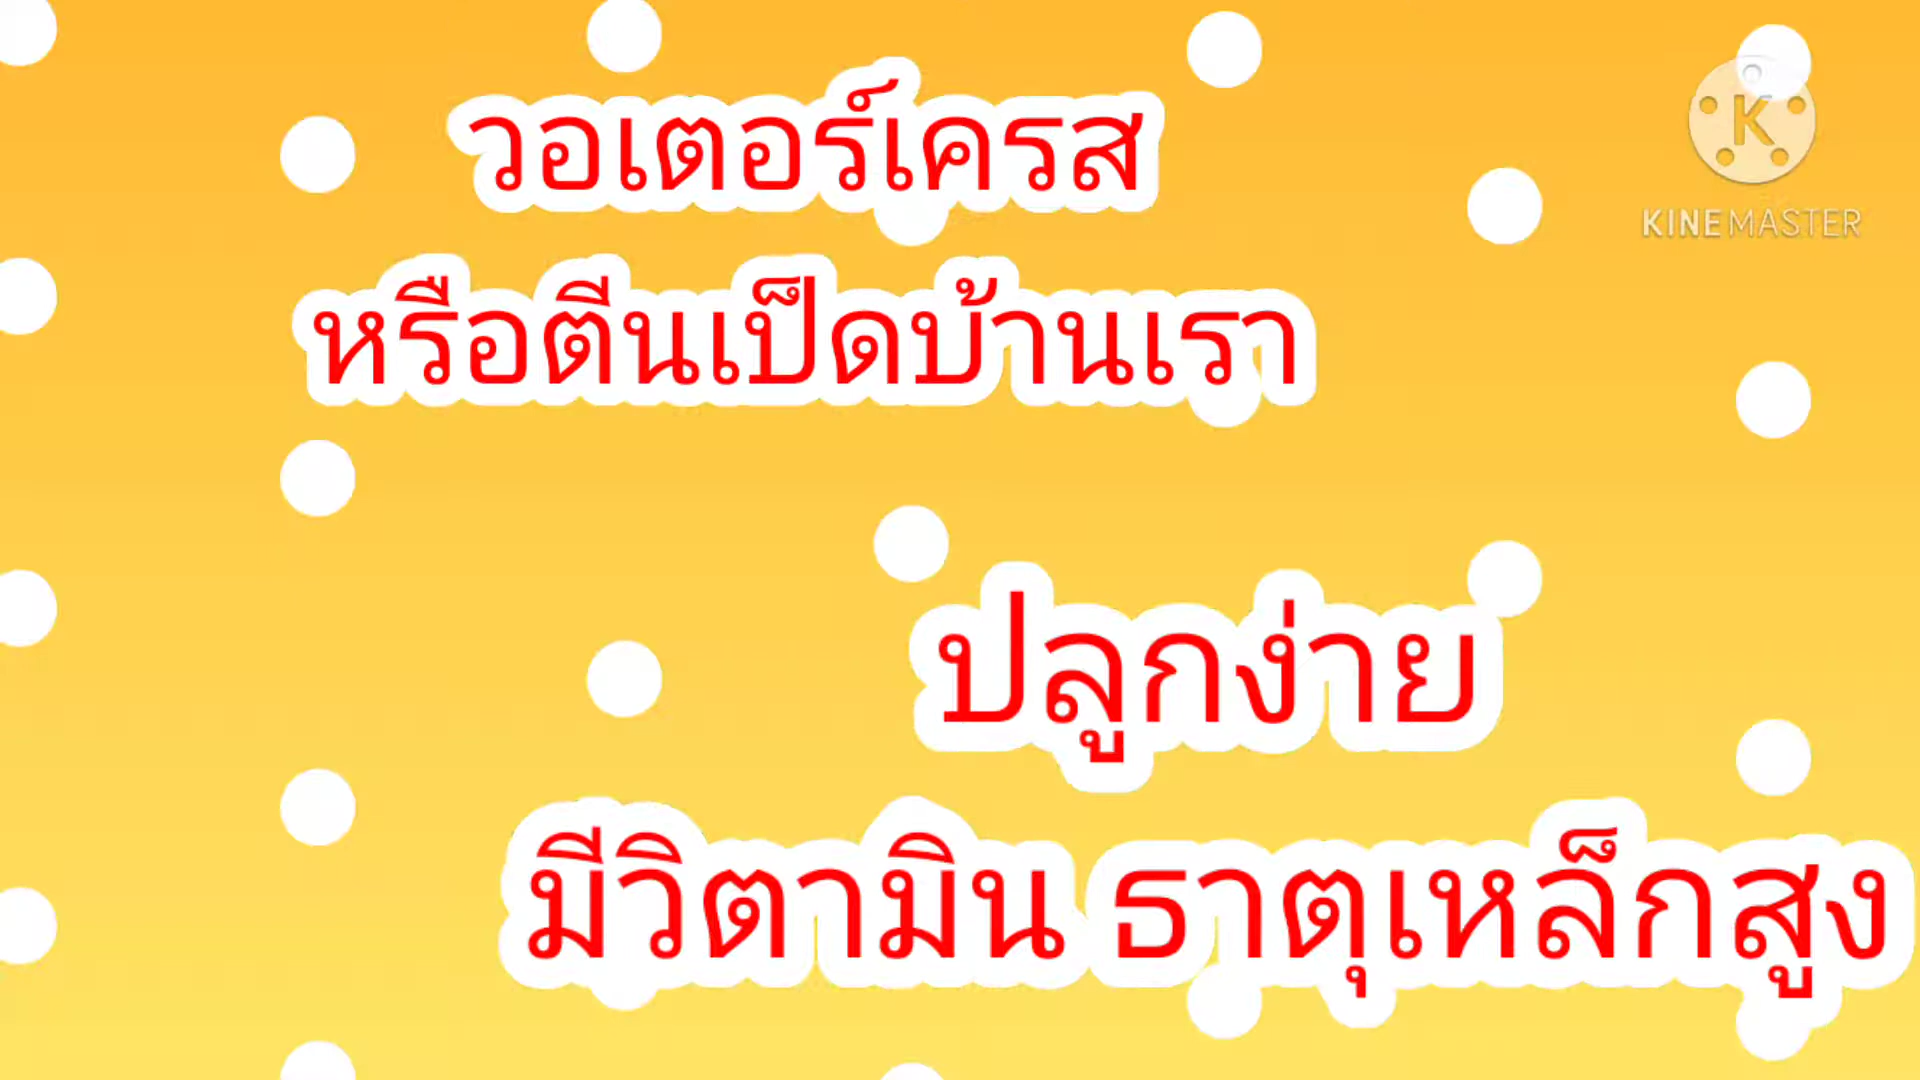 วอเตอร์เครส
หรือตีนเป็ดบ้านเรา
ปลูกง่าย
มีวิตามิน ธาตุเหล็กสูง
K
KINEMASTER